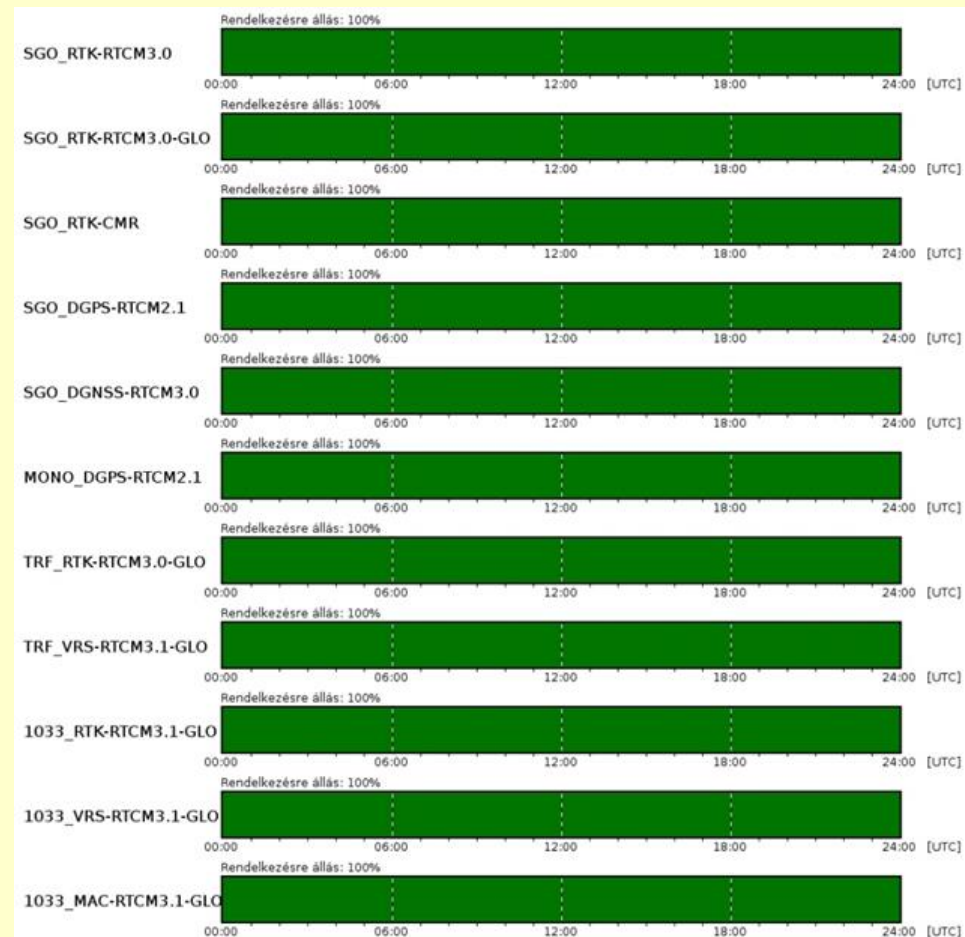 Rendelkezésre állás: 100%
SGO_RTK-RTCM3.0
00:00 06:00 12:00 18:00 24:00 [UTC]
Rendelkezésre állás: 100%
SGO_RTK-RTCM3.0-GLO
00:00 06:00 12:00 18:00 24:00 [UTC]
Rendelkezésre állás: 100%
SGO_RTK-CMR
00:00 06:00 12:00 18:00 24:00 [UTC]
Rendelkezésre állás: 100%
SGO_DGPS-RTCM2.1
00:00 06:00 12:00 18:00 24:00 [UTC]
Rendelkezésre állás: 100%
SGO_DGNSS-RTCM3.0
00:00 06:00 12:00 18:00 24:00 [UTC]
Rendelkezésre állás: 100%
MONO_DGPS-RTCM2.1
00:00 06:00 12:00 18:00 24:00 [UTC]
Rendelkezésre állás: 100%
TRF_RTK-RTCM3.0-GLO
00:00 06:00 12:00 18:00 24:00 [UTC]
Rendelkezésre állás: 100%
TRF_VRS-RTCM3.1-GLO
00:00 06:00 12:00 18:00 24:00 [UTC]
Rendelkezésre állás: 100%
1033_RTK-RTCM3.1-GLO
00:00 06:00 12:00 18:00 24:00 [UTC]
Rendelkezésre állás: 100%
1033_VRS-RTCM3.1-GLO
00:00 06:00 12:00 18:00 24:00 [UTC]
Rendelkezésre állás: 100%
1033_MAC-RTCM3.1-GLO
00:00 06:00 12:00 18:00 24:00 [UTC]